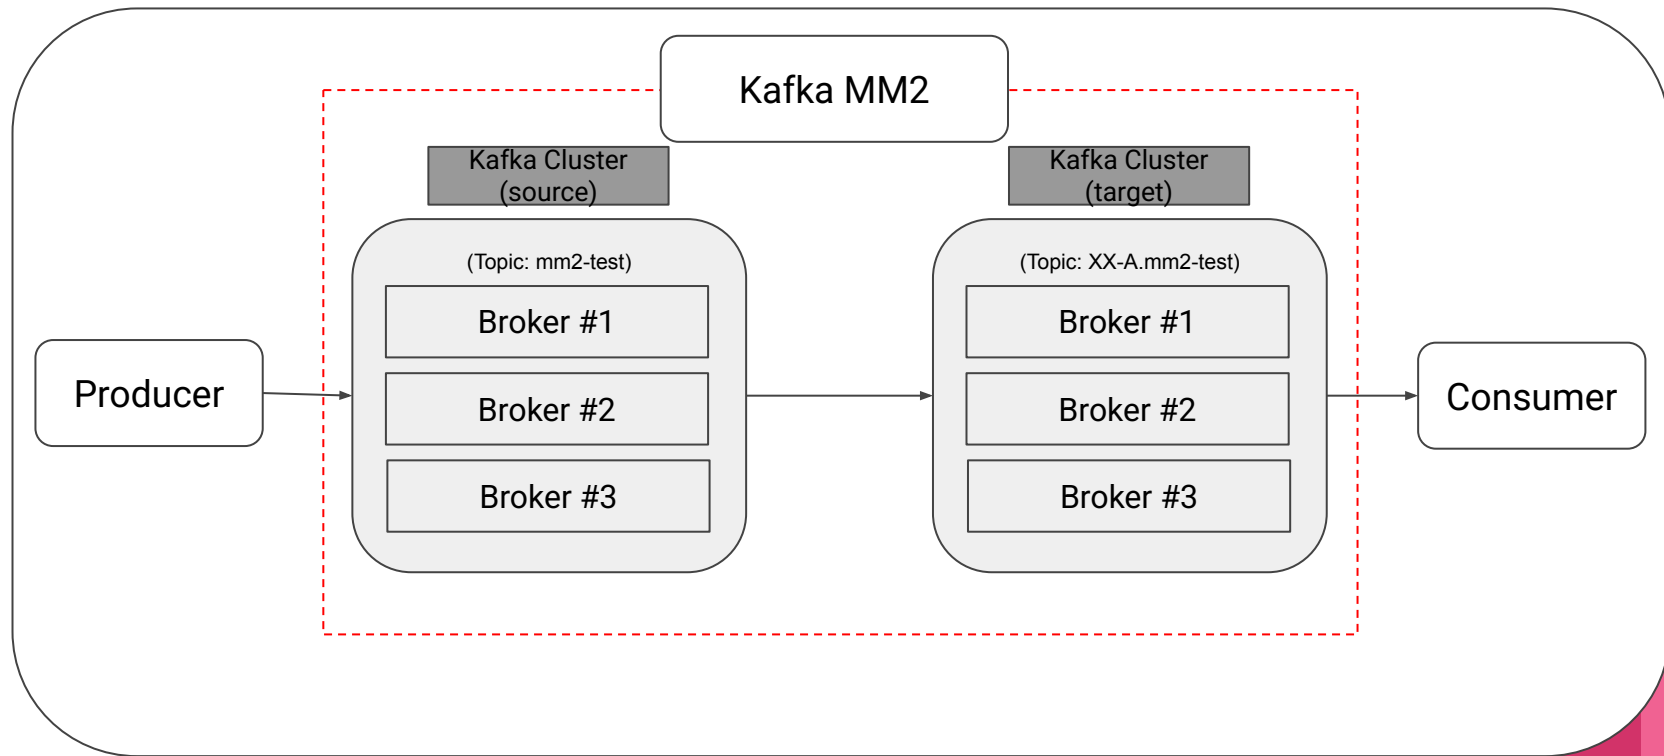 Kafka MM2
Kafka Cluster
(source)
Kafka Cluster
(target)
(Topic: mm2-test)
(Topic: XX-A.mm2-test)
Producer
Broker #1
Broker #2
Broker #3
Broker #1
Broker #2
Broker #3
Consumer